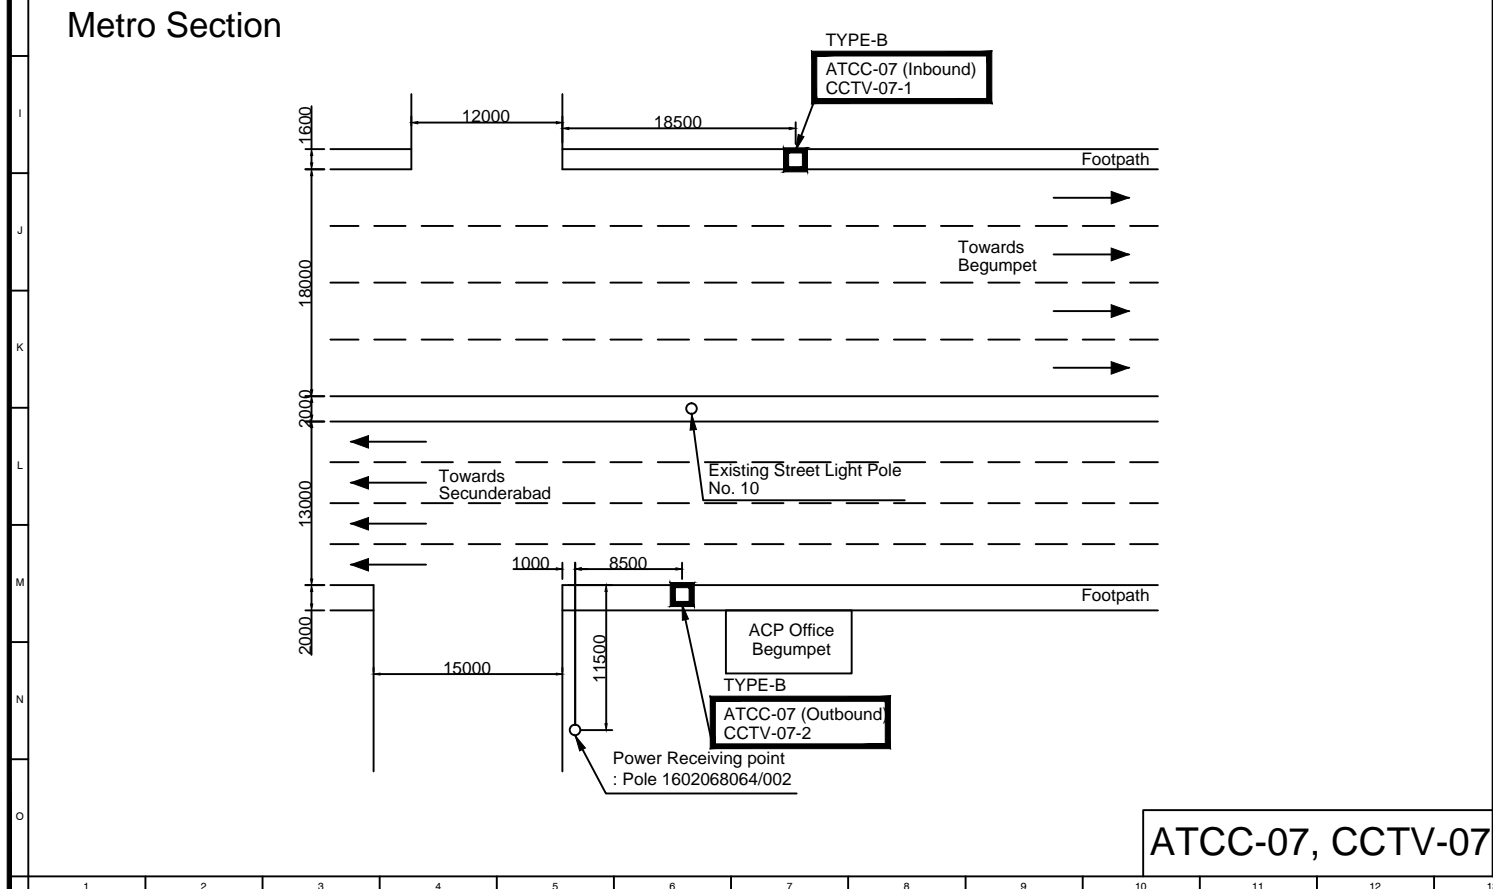 Metro Section
TYPE-B
ATCC-07 (Inbound)
CCTV-07-1
12000
18500
1600
Footpath
I
J
Towards
Begumpet
18000
K
2000
L
Towards
Secunderabad
Existing Street Light Pole
No. 10
13000
1000
8500
M
Footpath
2000
11500
ACP Office
Begumpet
15000
TYPE-B
N
ATCC-07 (Outbound)
CCTV-07-2
Power Receiving point
: Pole 1602068064/002
O
ATCC-07, CCTV-07
1 2 3 4 5 6 7 8 9 10 11 12